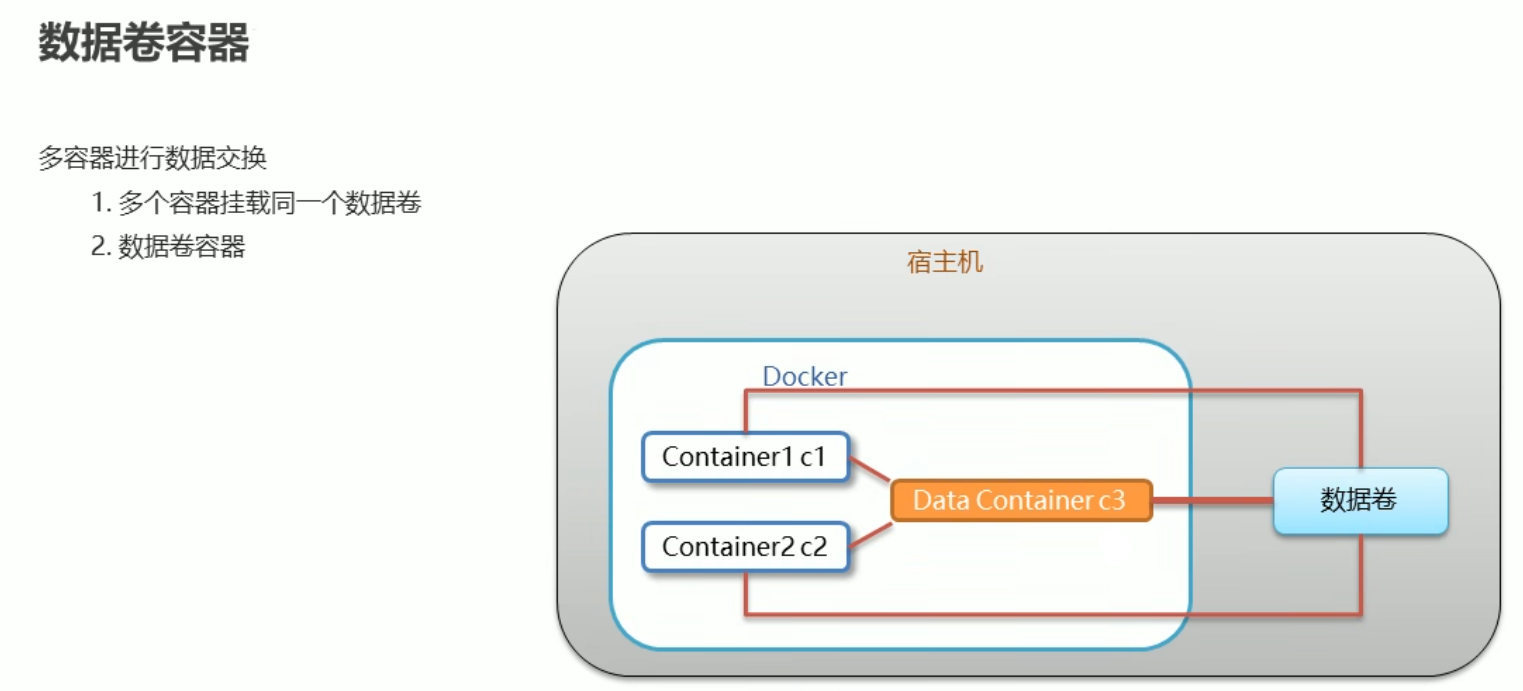 数据卷容器
多容器进行数据交换
1. 多个容器挂载同一个数据卷
2. 数据卷容器
宿主机
Docker
Container1 c1
Data Container c3
数据卷
Container2 c2